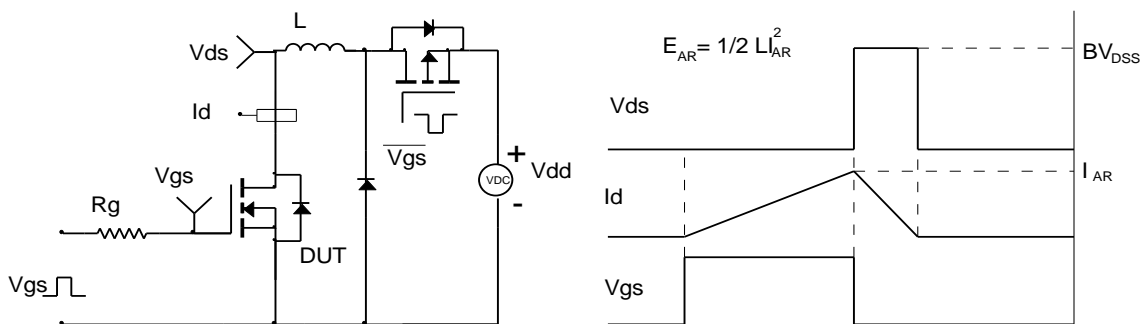 L
Vds
Id
Vgs
Rg
DUT
Vgs
Vgs
VDC
+
Vdd
-
E_AR= 1/2 LI_AR^2
BV_DSS
Vds
I_AR
Id
Vgs